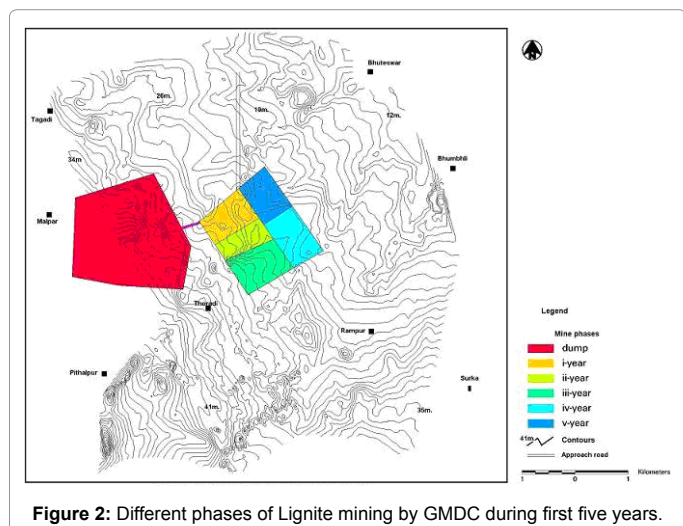 Bhuteswar
26m.
19m.
12m.
Tagadi
34m
Bhumbhli
Malpar
Thoradi
Rampur
Pithalpur
Surka
41m.
35m.
Legend
Mine phases
dump
i-year
ii-year
iii-year
iv-year
v-year
41m Contours
Approach road
Kilometers
1 0 1
Figure 2: Different phases of Lignite mining by GMDC during first five years.